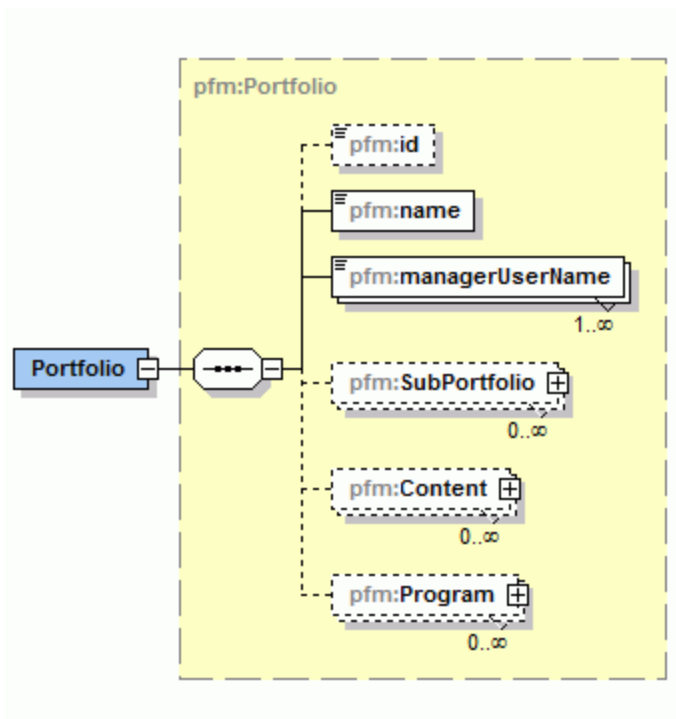 pfm:Portfolio
pfm:id
pfm:name
pfm:managerUserName
1..∞
Portfolio
pfm:SubPortfolio
0..∞
pfm:Content
0..∞
pfm:Program
0..∞